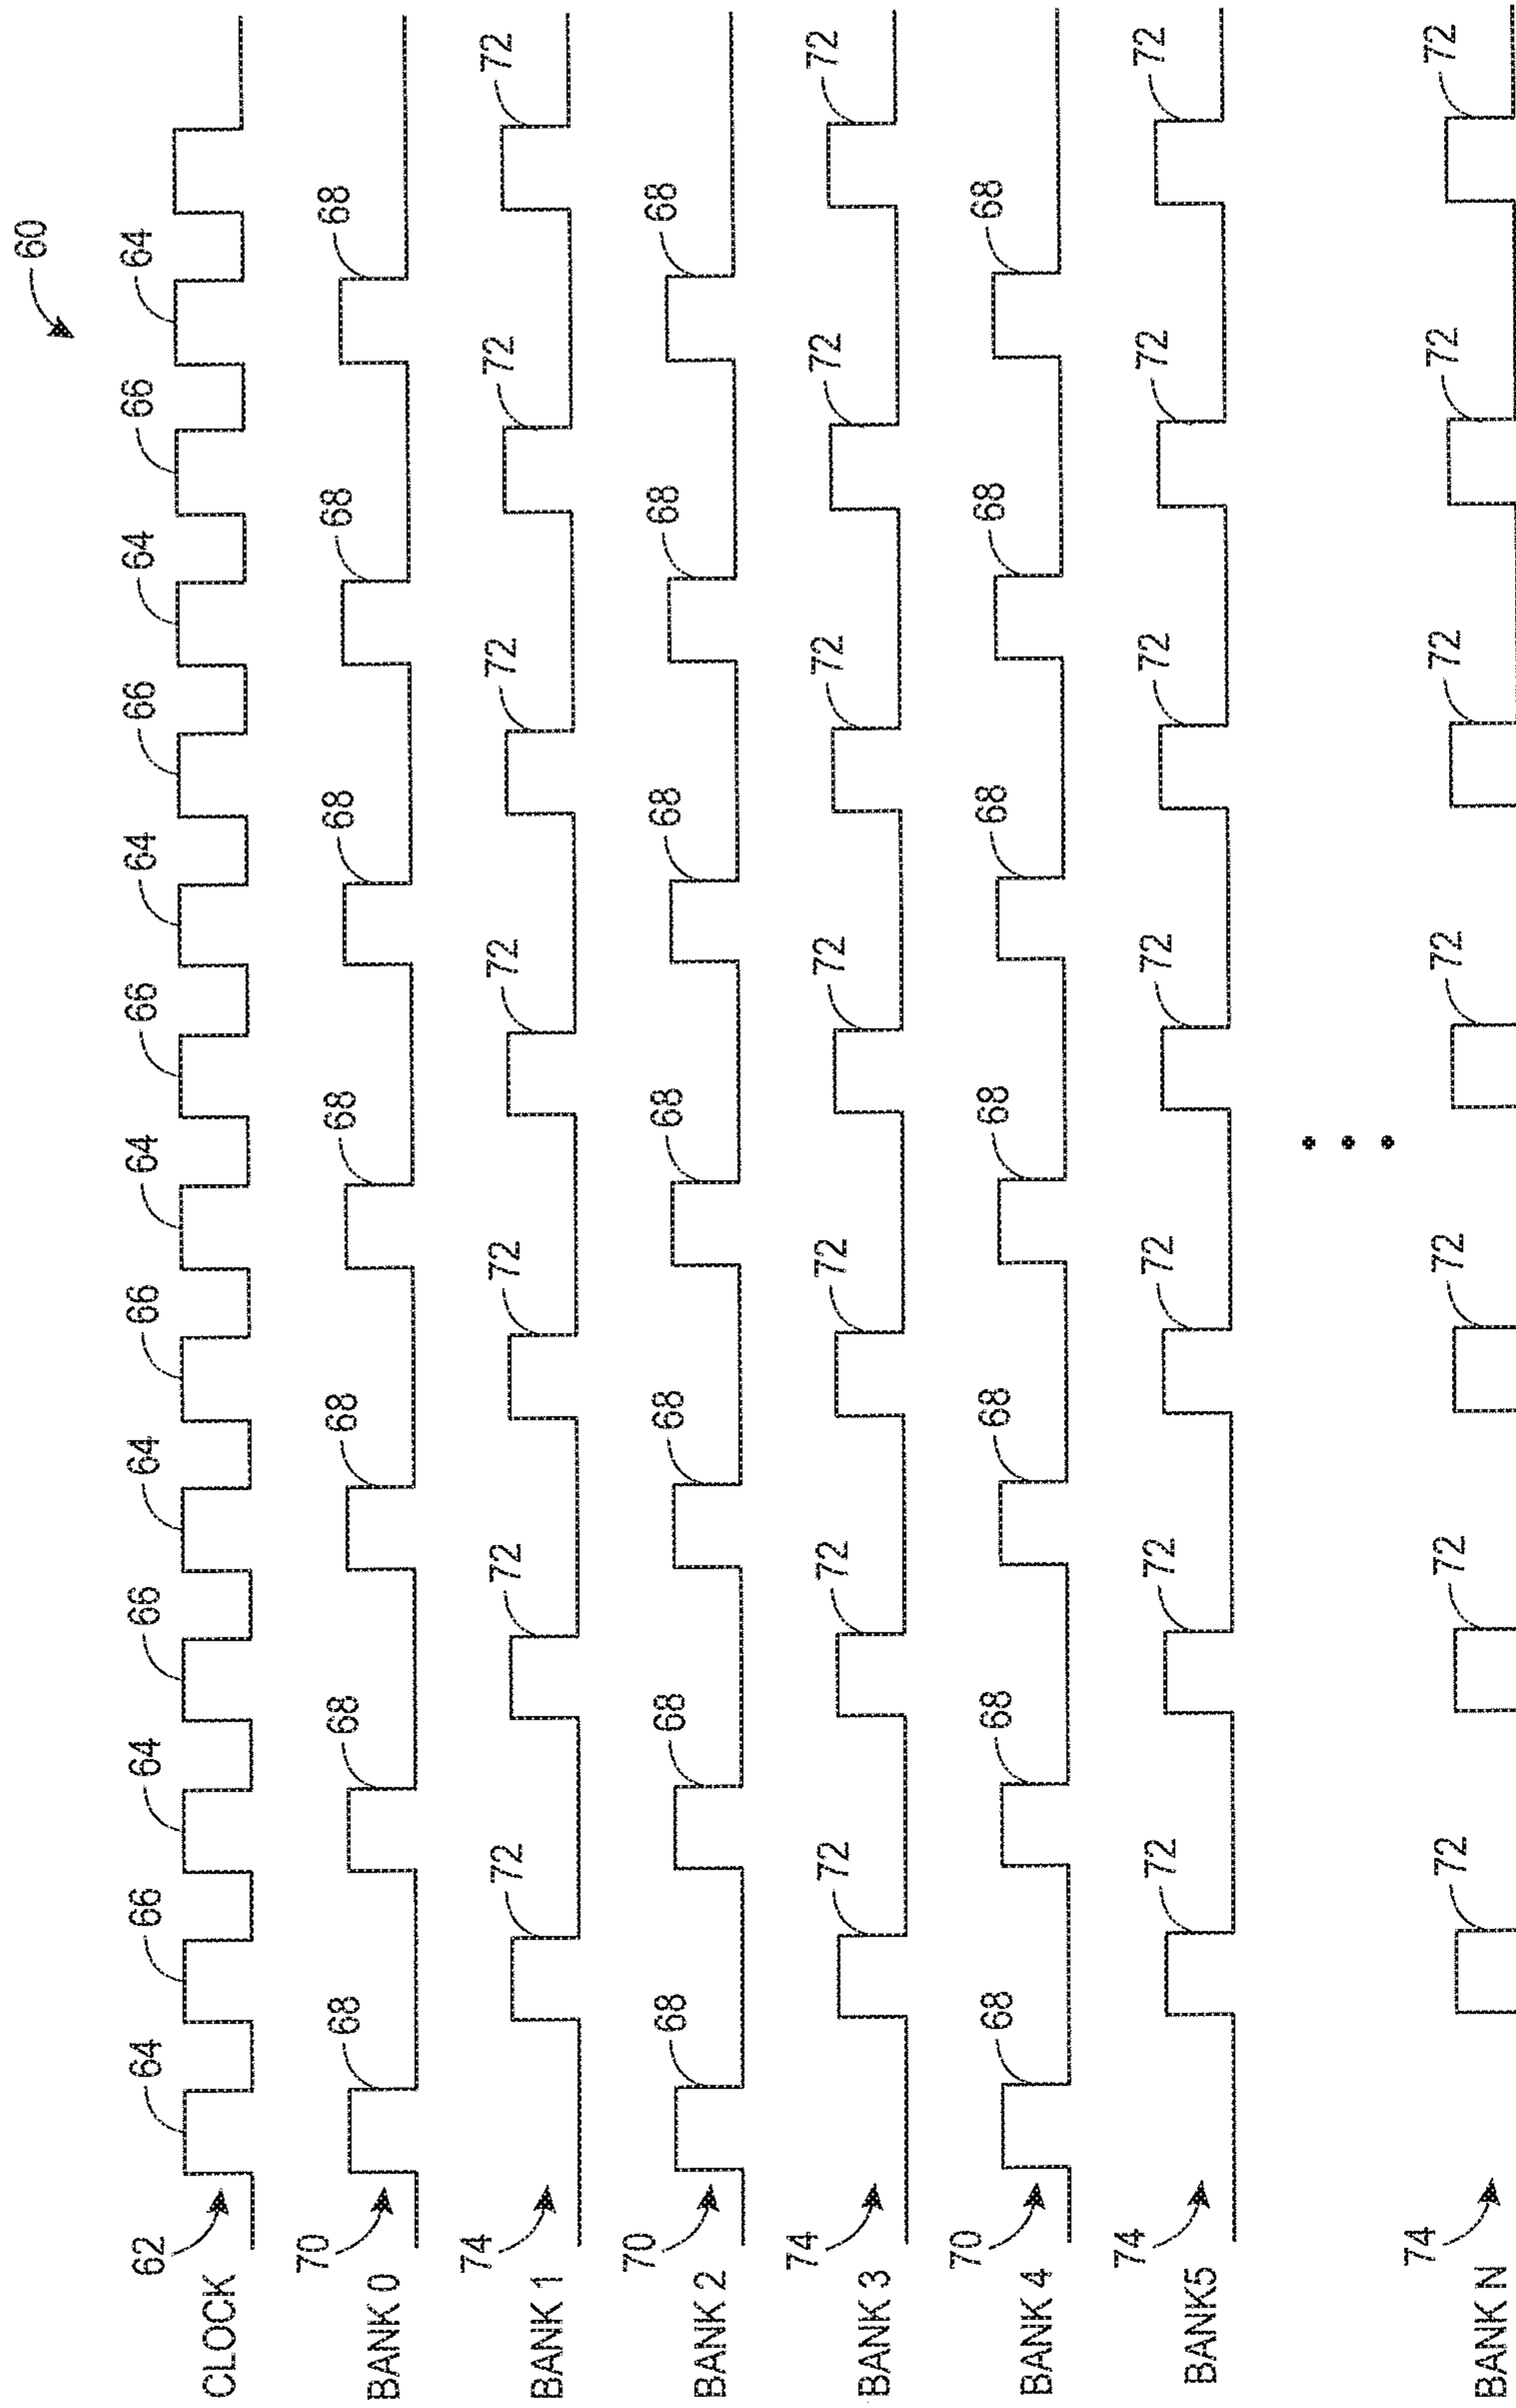 60
62 64 66 64 66 64 66 64 66 64 66 64 66 64
CLOCK
70 68 68 68 68 68 68 68
BANK 0
74 72 72 72 72 72 72 72
BANK 1
70 68 68 68 68 68 68 68
BANK 2
74 72 72 72 72 72 72 72
BANK 3
70 68 68 68 68 68 68 68
BANK 4
74 72 72 72 72 72 72 72
BANK5
74 72 72 72 72 72 72 72
BANK N